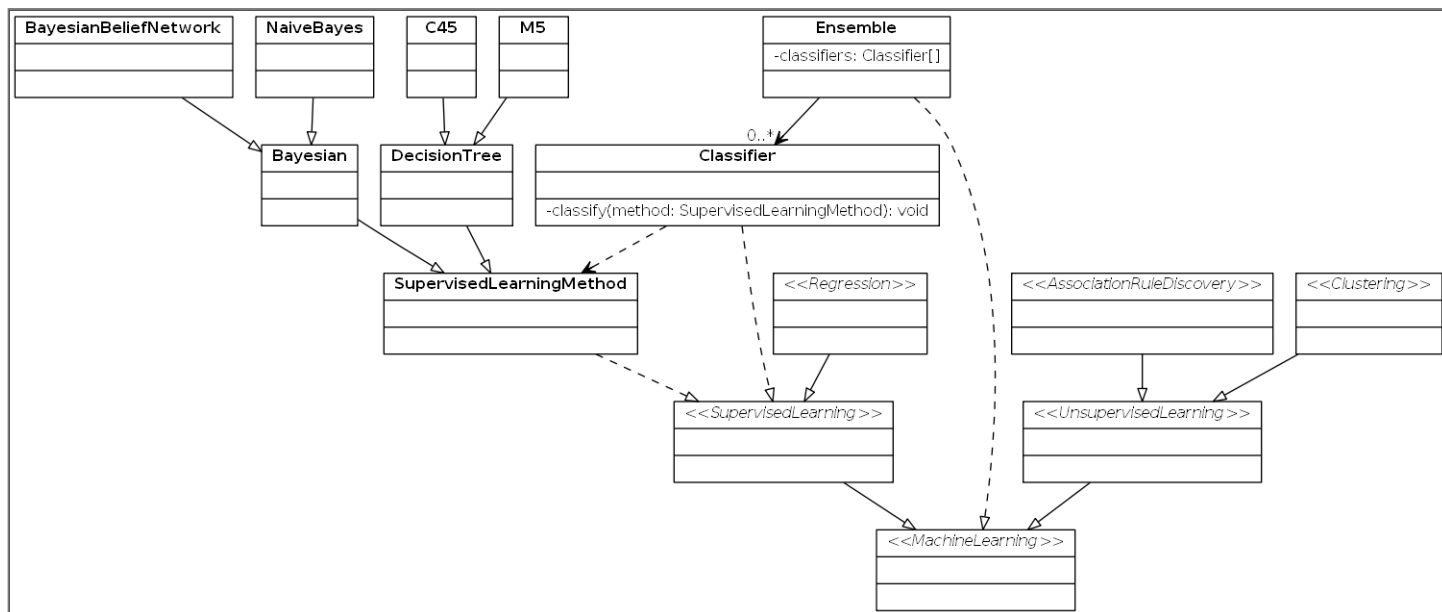 BayesianBeliefNetwork
NaiveBayes
C45
M5
Ensemble
-classifiers: Classifier[]
0..*
Bayesian
DecisionTree
Classifier
-classify(method: SupervisedLearningMethod): void
SupervisedLearningMethod
<<Regression>>
<<AssociationRuleDiscovery>>
<<Clustering>>
<<SupervisedLearning>>
<<UnsupervisedLearning>>
<<MachineLearning>>